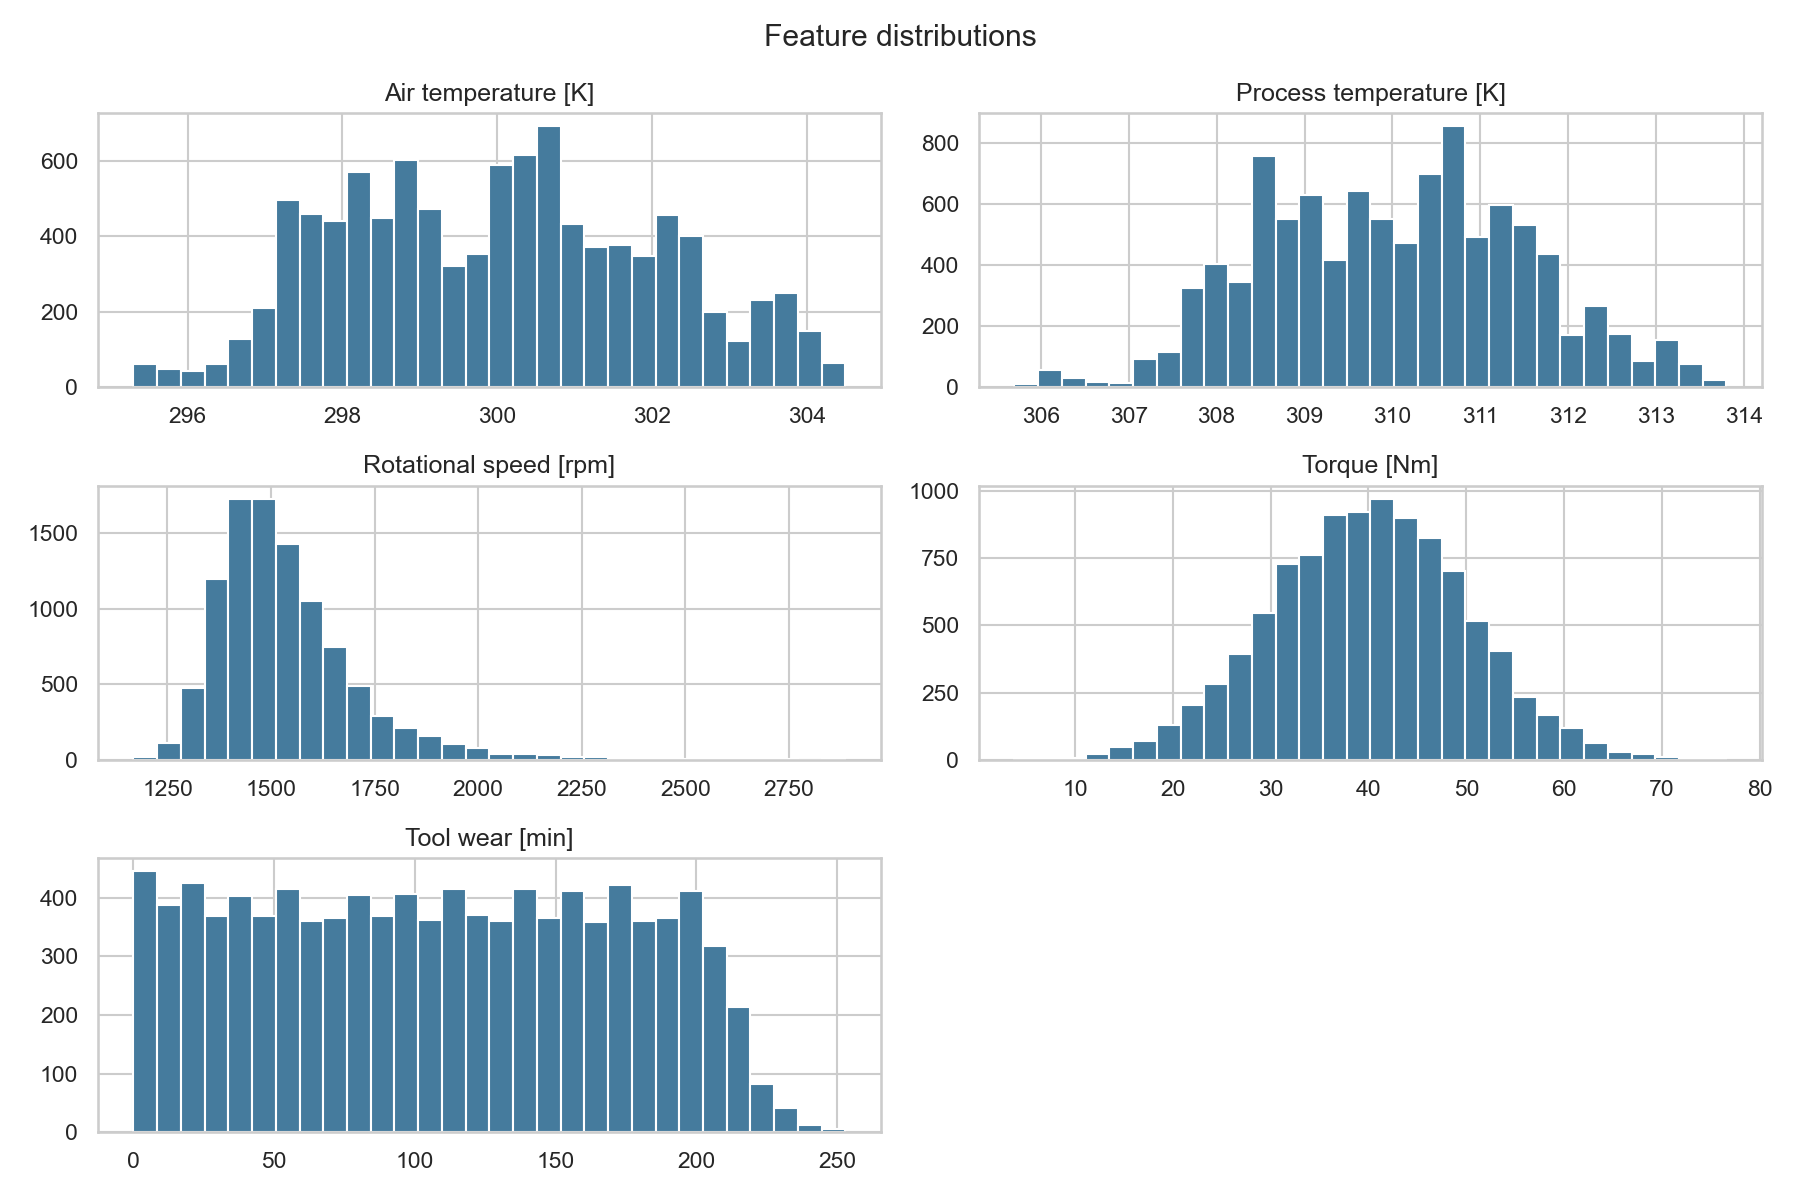 Feature distributions
Air temperature [K]
Process temperature [K]
600
400
200
0
296 298 300 302 304
800
600
400
200
0
306 307 308 309 310 311 312 313 314
Rotational speed [rpm]
Torque [Nm]
1500
1000
500
0
1250 1500 1750 2000 2250 2500 2750
1000
750
500
250
0
10 20 30 40 50 60 70 80
Tool wear [min]
400
300
200
100
0
0 50 100 150 200 250